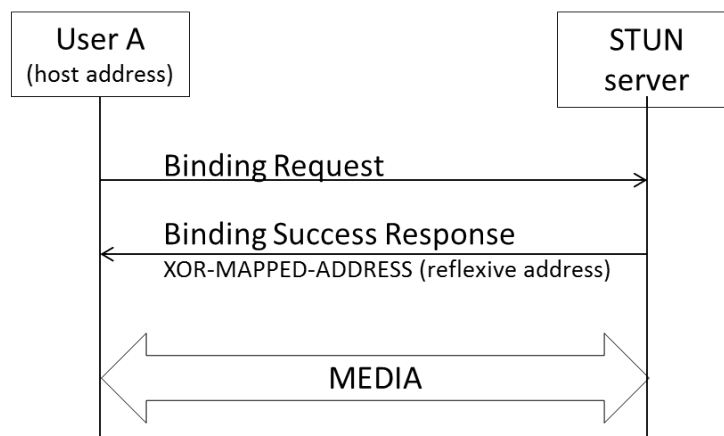 User A
(host address)
STUN
server
Binding Request
Binding Success Response
XOR-MAPPED-ADDRESS (reflexive address)
MEDIA